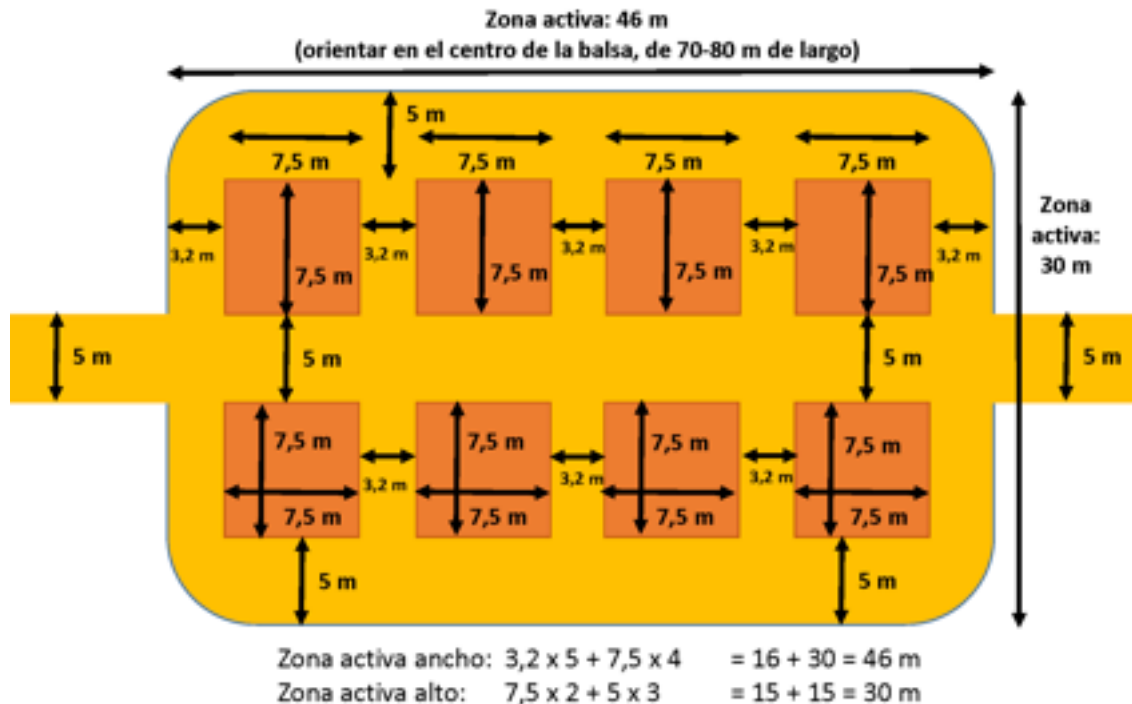 Zona activa: 46 m
(orientar en el centro de la balsa, de 70-80 m de largo)
5 m
7,5 m
7,5 m
7,5 m
7,5 m
Zona
activa:
30 m
3,2 m
3,2 m
3,2 m
3,2 m
3,2 m
7,5 m
7,5 m
7,5 m
7,5 m
5 m
5 m
5 m
5 m
7,5 m
7,5 m
7,5 m
7,5 m
3,2 m
3,2 m
3,2 m
7,5 m
7,5 m
7,5 m
7,5 m
5 m
5 m
Zona activa ancho: 3,2 x 5 + 7,5 x 4 = 16 + 30 = 46 m
Zona activa alto: 7,5 x 2 + 5 x 3 = 15 + 15 = 30 m